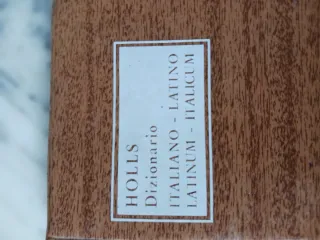 HOLLS
Dizionario
ITALIANO - LATINO
LATINUM - ITALICUM